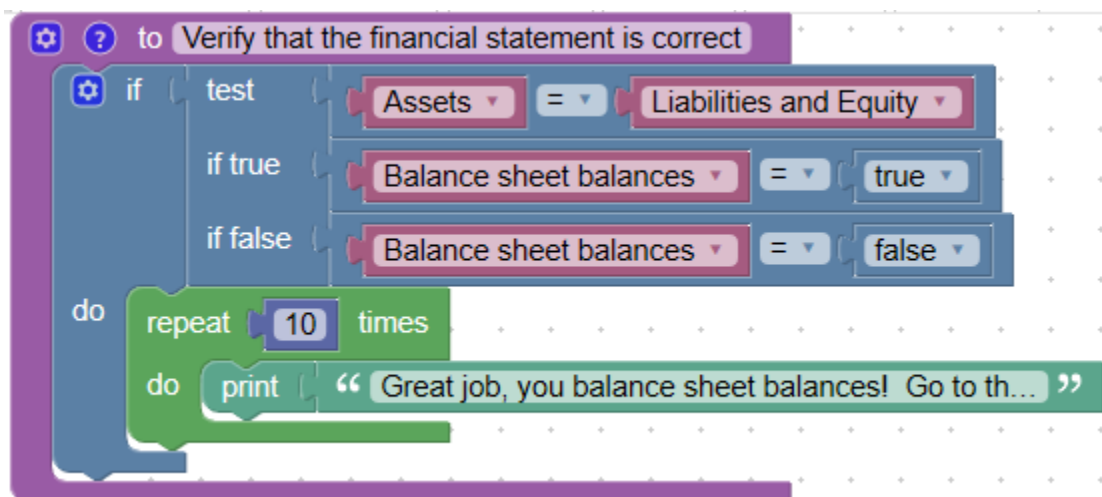 ? to Verify that the financial statement is correct
if test Assets = Liabilities and Equity
if true Balance sheet balances = true
if false Balance sheet balances = false
do repeat 10 times
do print “ Great job, you balance sheet balances! Go to th... ”